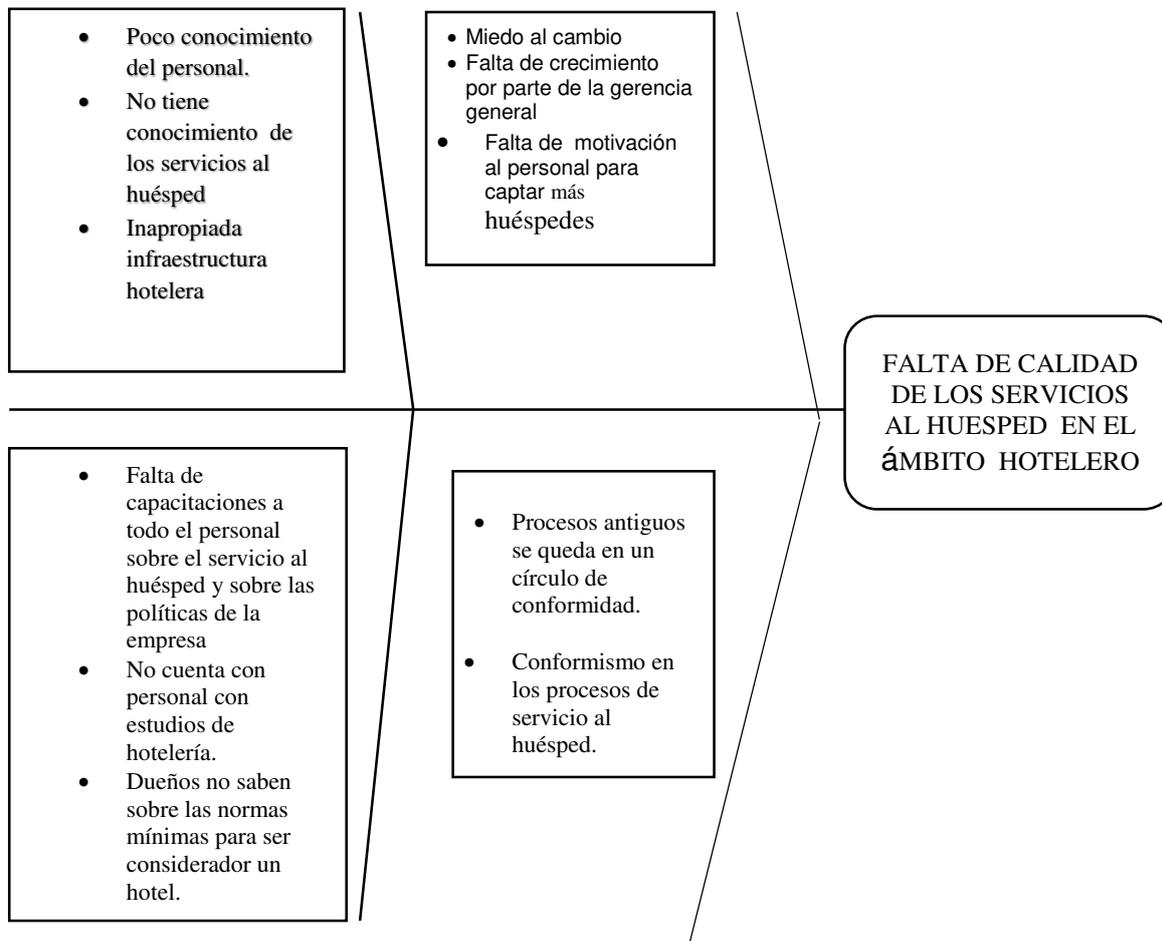 • Poco conocimiento
del personal.
• No tiene
conocimiento de
los servicios al
huésped
• Inapropiada
infraestructura
hotelera
• Miedo al cambio
• Falta de crecimiento
por parte de la gerencia
general
• Falta de motivación
al personal para
captar más
huéspedes
FALTA DE CALIDAD
DE LOS SERVICIOS
AL HUESPED EN EL
áMBITO HOTELERO
• Falta de
capacitaciones a
todo el personal
sobre el servicio al
huésped y sobre las
políticas de la
empresa
• No cuenta con
personal con
estudios de
hotelería.
• Dueños no saben
sobre las normas
mínimas para ser
considerador un
hotel.
• Procesos antiguos
se queda en un
círculo de
conformidad.
• Conformismo en
los procesos de
servicio al
huésped.